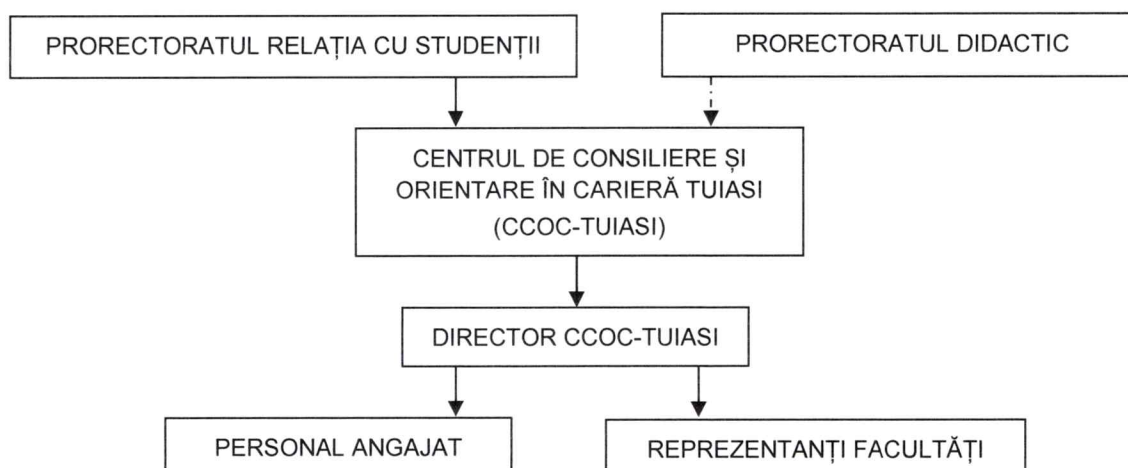 PRORECTORATUL RELAȚIA CU STUDENȚII
PRORECTORATUL DIDACTIC
CENTRUL DE CONSILIERE ȘI
ORIENTARE ÎN CARIERĂ TUIASI
(CCOC-TUIASI)
DIRECTOR CCOC-TUIASI
PERSONAL ANGAJAT
REPREZENTANȚI FACULTĂȚI